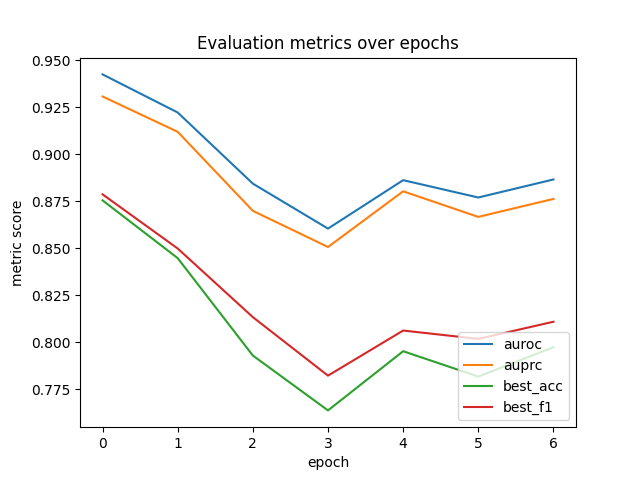 Evaluation metrics over epochs
metric score
0.950
0.925
0.900
0.875
0.850
0.825
0.800
0.775
auroc
auprc
best_acc
best_f1
0 1 2 3 4 5 6
epoch